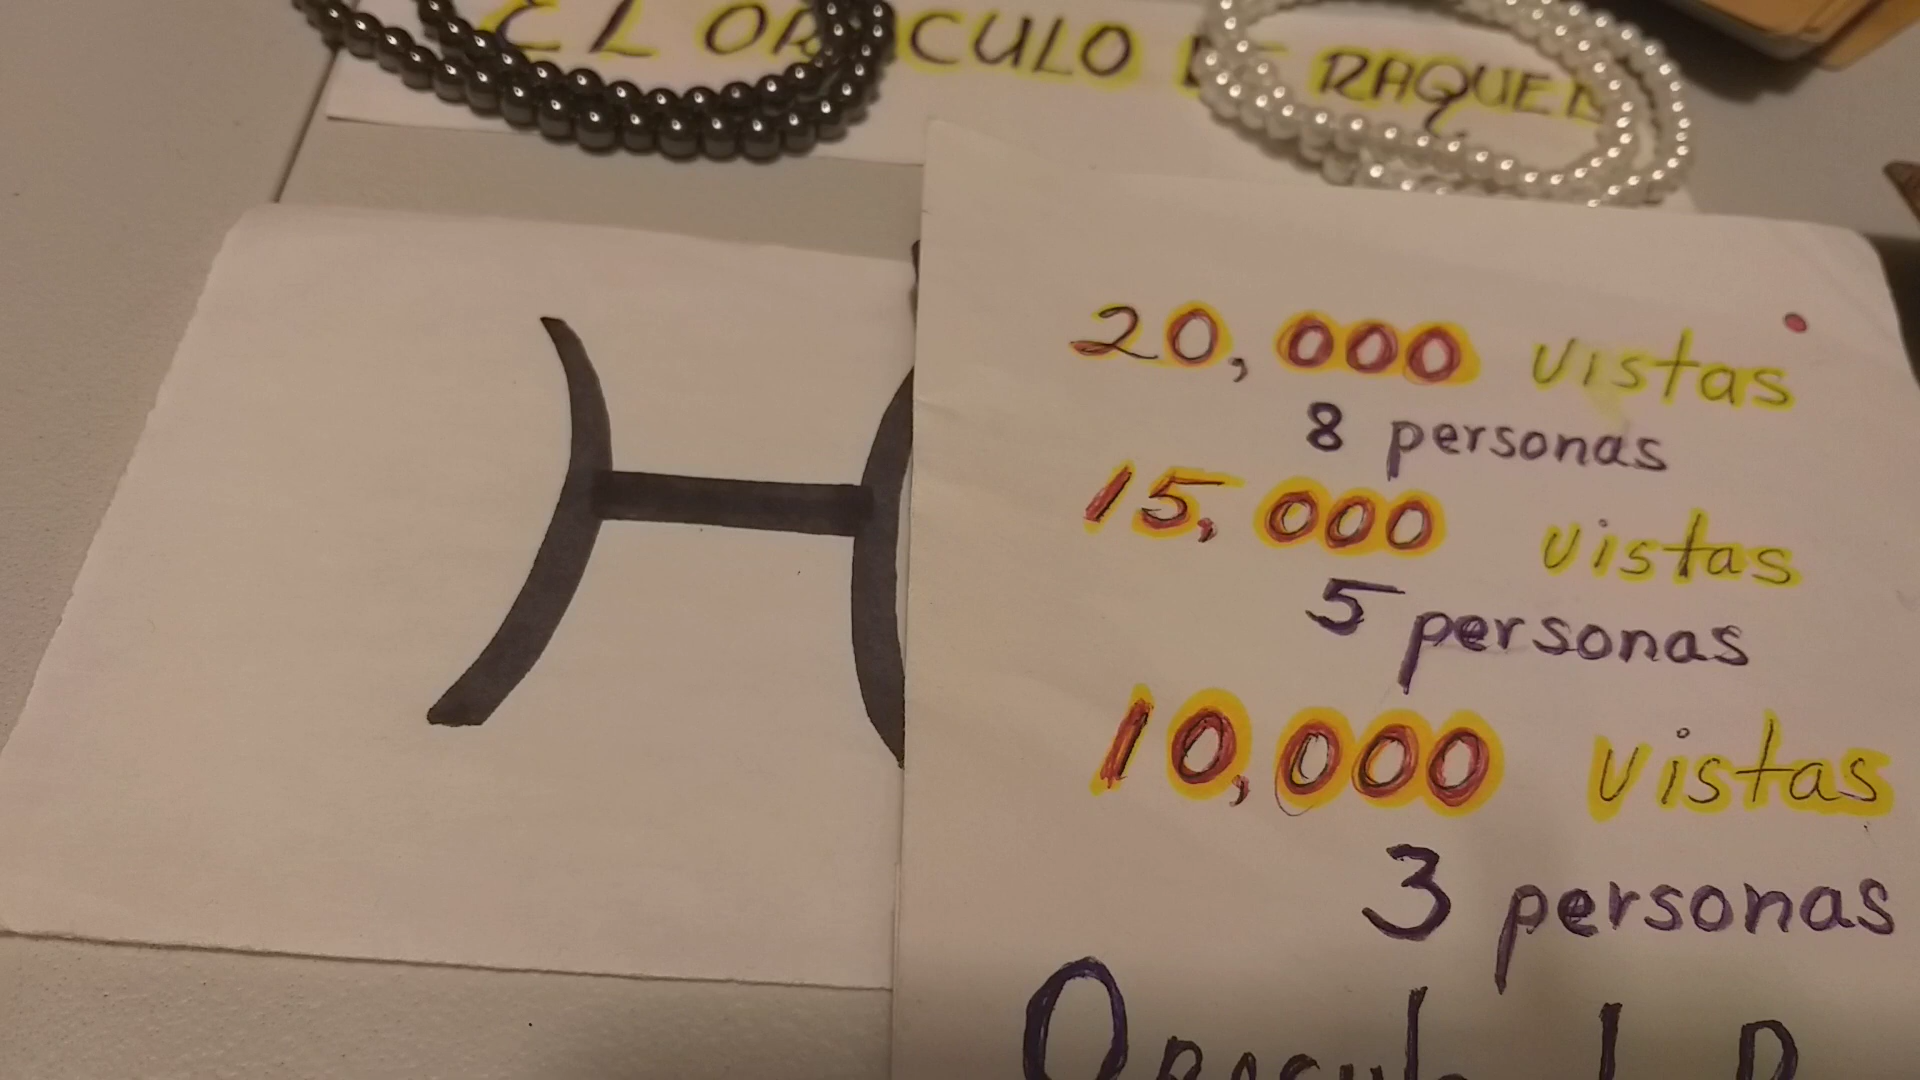 EL ORACULO DE RAQUEL
20,000 vistas
8 personas
15,000 vistas
5 personas
10,000 vistas
3 personas